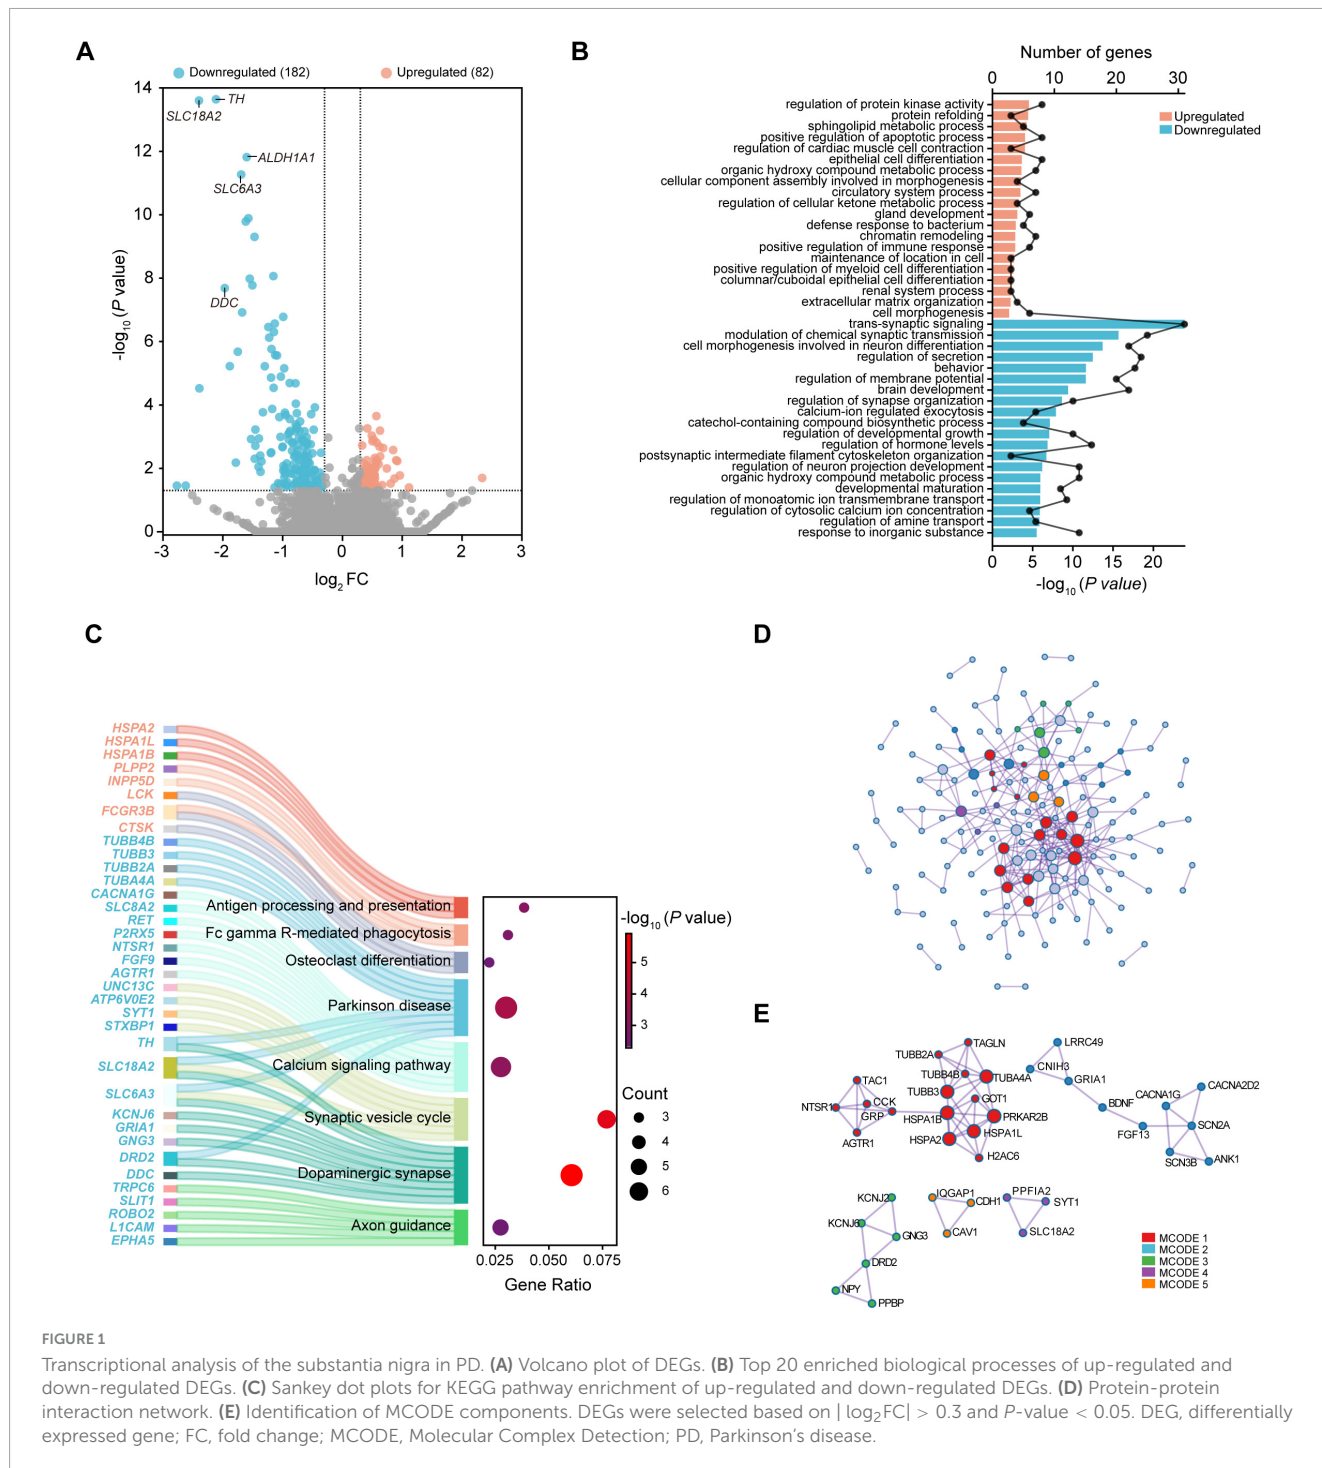 A
Downregulated (182)
Upregulated (82)
14
12
10
8
6
4
2
0
-log10 (P value)
TH
SLC18A2
ALDH1A1
SLC6A3
DDC
-3
-2
-1
0
1
2
3
log2 FC
B
Number of genes
0
10
20
30
Upregulated
Downregulated
regulation of protein kinase activity
protein refolding
sphingolipid metabolic process
positive regulation of apoptotic process
regulation of cardiac muscle cell contraction
epithelial cell differentiation
organic hydroxy compound metabolic process
cellular component assembly involved in morphogenesis
circulatory system process
regulation of cellular ketone metabolic process
gland development
defense response to bacterium
chromatin remodeling
positive regulation of immune response
maintenance of location in cell
positive regulation of myeloid cell differentiation
columnar/cuboidal epithelial cell differentiation
renal system process
extracellular matrix organization
cell morphogenesis
trans-synaptic signaling
modulation of chemical synaptic transmission
cell morphogenesis involved in neuron differentiation
regulation of secretion
behavior
regulation of membrane potential
brain development
regulation of synapse organization
calcium-ion regulated exocytosis
catechol-containing compound biosynthetic process
regulation of developmental growth
regulation of hormone levels
postsynaptic intermediate filament cytoskeleton organization
regulation of neuron projection development
organic hydroxy compound metabolic process
developmental maturation
regulation of monoatomic ion transmembrane transport
regulation of cytosolic calcium ion concentration
regulation of amine transport
response to inorganic substance
0
5
10
15
20
-log10 (P value)
C
HSPA2
HSPA1L
HSPA1B
PLPP2
INPP5D
LCK
FCGR3B
CTSK
TUBB4B
TUBB3
TUBB2A
TUBA4A
CACNA1G
SLC8A2
RET
P2RX5
NTSR1
FGF9
AGTR1
UNC13C
ATP6V0E2
SYT1
STXBP1
TH
SLC18A2
SLC6A3
KCNJ6
GRIA1
GNG3
DRD2
DDC
TRPC6
SLIT1
ROBO2
L1CAM
EPHA5
Antigen processing and presentation
Fc gamma R-mediated phagocytosis
Osteoclast differentiation
Parkinson disease
Calcium signaling pathway
Synaptic vesicle cycle
Dopaminergic synapse
Axon guidance
0.025
0.050
0.075
Gene Ratio
-log10 (P value)
5
4
3
Count
3
4
5
6
D
E
TAGLN
TUBB2A
TUBB4B
TUBA4A
TUBB3
TAC1
GOT1
NTSR1
CCK
GRP
HSPA1B
PRKAR2B
AGTR1
HSPA2
HSPA1L
H2AC6
LRRC49
CNIH3
GRIA1
BDNF
FGF13
CACNA1G
CACNA2D2
SCN2A
SCN3B
ANK1
KCNJ2
KCNJ6
GNG3
DRD2
NPY
PPBP
IQGAP1
CDH1
CAV1
PPFIA2
SYT1
SLC18A2
MCODE 1
MCODE 2
MCODE 3
MCODE 4
MCODE 5
FIGURE 1
Transcriptional analysis of the substantia nigra in PD. (A) Volcano plot of DEGs. (B) Top 20 enriched biological processes of up-regulated and
down-regulated DEGs. (C) Sankey dot plots for KEGG pathway enrichment of up-regulated and down-regulated DEGs. (D) Protein-protein
interaction network. (E) Identification of MCODE components. DEGs were selected based on | log2FC| > 0.3 and P-value < 0.05. DEG, differentially
expressed gene; FC, fold change; MCODE, Molecular Complex Detection; PD, Parkinson's disease.